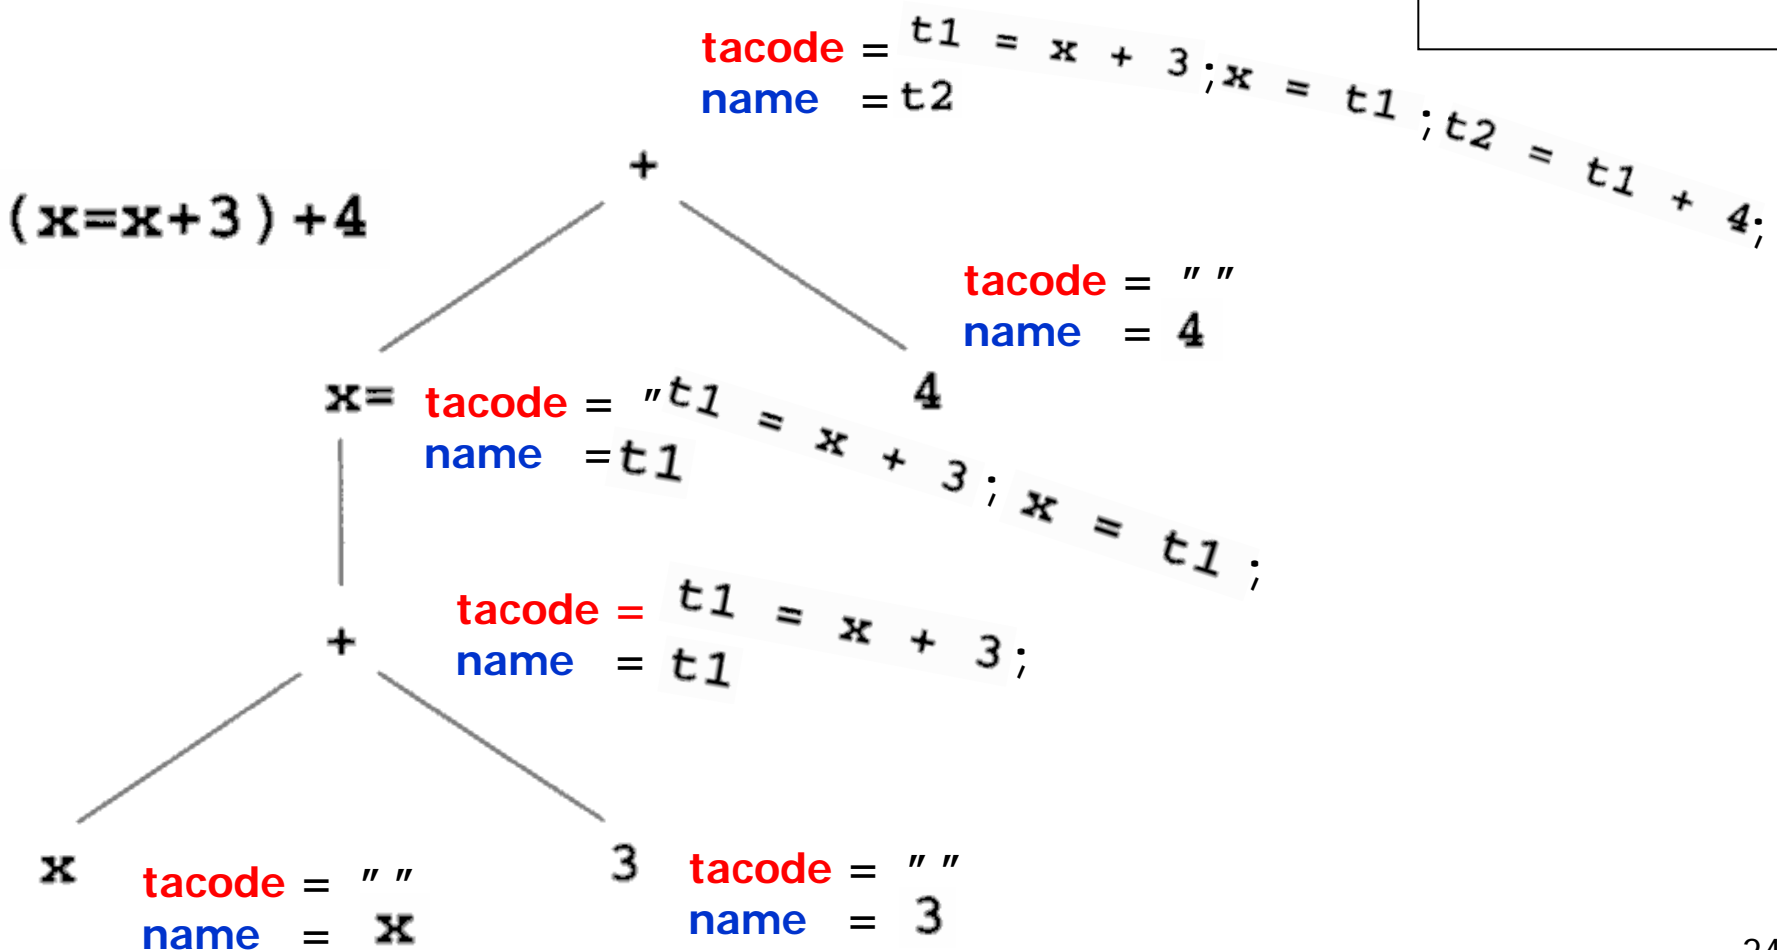 tacode = t1 = x + 3 ;x = t1 ;t2 = t1 + 4;
name = t2
+
(x=x+3)+4
tacode = " "
name = 4
x=
tacode = "t1 = x + 3 ; x = t1 ;
name =t1
4
+
tacode = t1 = x + 3;
name = t1
x
tacode = " "
name = x
3
tacode = " "
name = 3